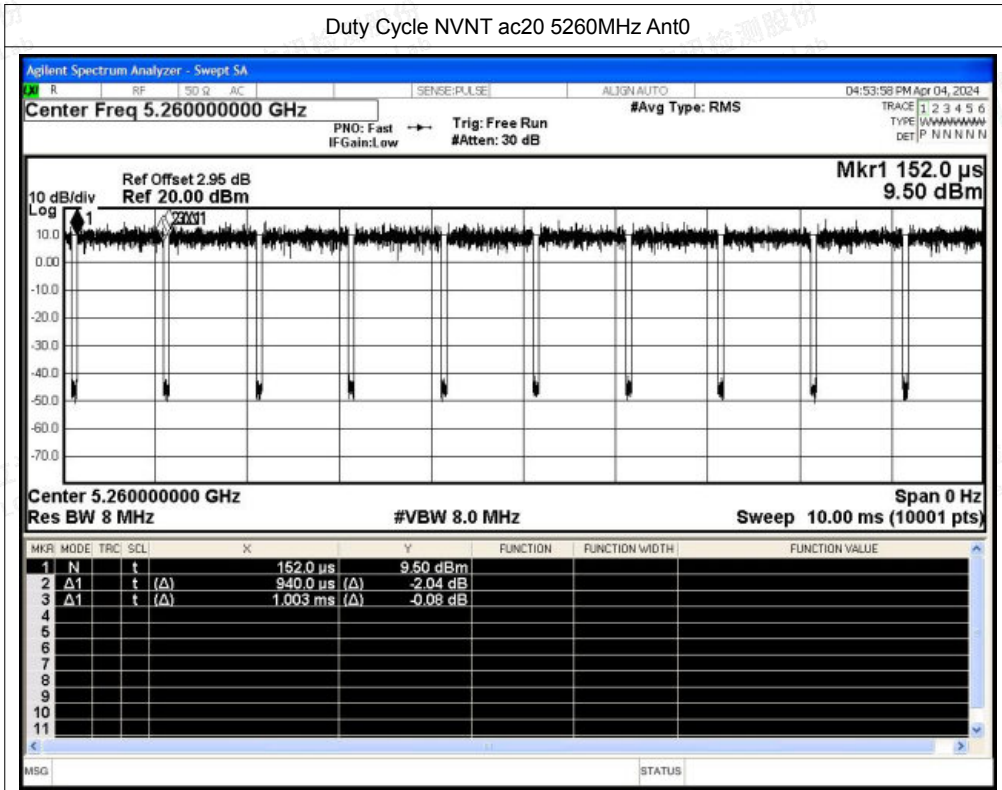 Duty Cycle NVNT ac20 5260MHz Ant0
Agilent Spectrum Analyzer - Swept SA
R RF 50 Ω AC SENSE:PULSE ALIGN AUTO 04:53:58 PM Apr 04, 2024
Center Freq 5.260000000 GHz #Avg Type: RMS TRACE 1 2 3 4 5 6
PNO: Fast Trig: Free Run TYPE
IFGain:Low #Atten: 30 dB DET P N N N N N
Mkr1 152.0 µs
Ref Offset 2.95 dB
10 dB/div Ref 20.00 dBm 9.50 dBm
Log
1
10.0
0.00
-10.0
-20.0
-30.0
-40.0
-50.0
-60.0
-70.0
Center 5.260000000 GHz Span 0 Hz
Res BW 8 MHz #VBW 8.0 MHz Sweep 10.00 ms (10001 pts)
MKR MODE TRC SCL X Y FUNCTION FUNCTION WIDTH FUNCTION VALUE
1 N t 152.0 µs 9.50 dBm
2 Δ1 t (Δ) 940.0 µs (Δ) -2.04 dB
3 Δ1 t (Δ) 1.003 ms (Δ) -0.08 dB
4
5
6
7
8
9
10
11
MSG STATUS